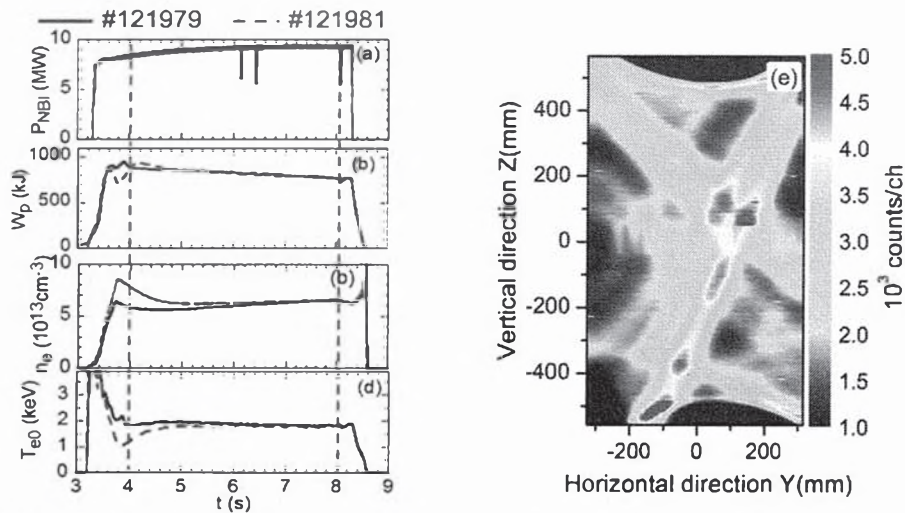 #121979 #121981
10
5
0
P_NBI (MW)
(a)
1000
500
0
W_p (kJ)
(b)
10
5
0
n_e (10^13cm^-3)
(b)
3
2
1
0
T_e0 (keV)
(d)
3 4 5 6 7 8 9
t (s)
(e)
400
200
0
-200
-400
Vertical direction Z(mm)
-200 0 200
Horizontal direction Y(mm)
5.0
4.5
4.0
3.5
3.0
2.5
2.0
1.5
1.0
10^3 counts/ch